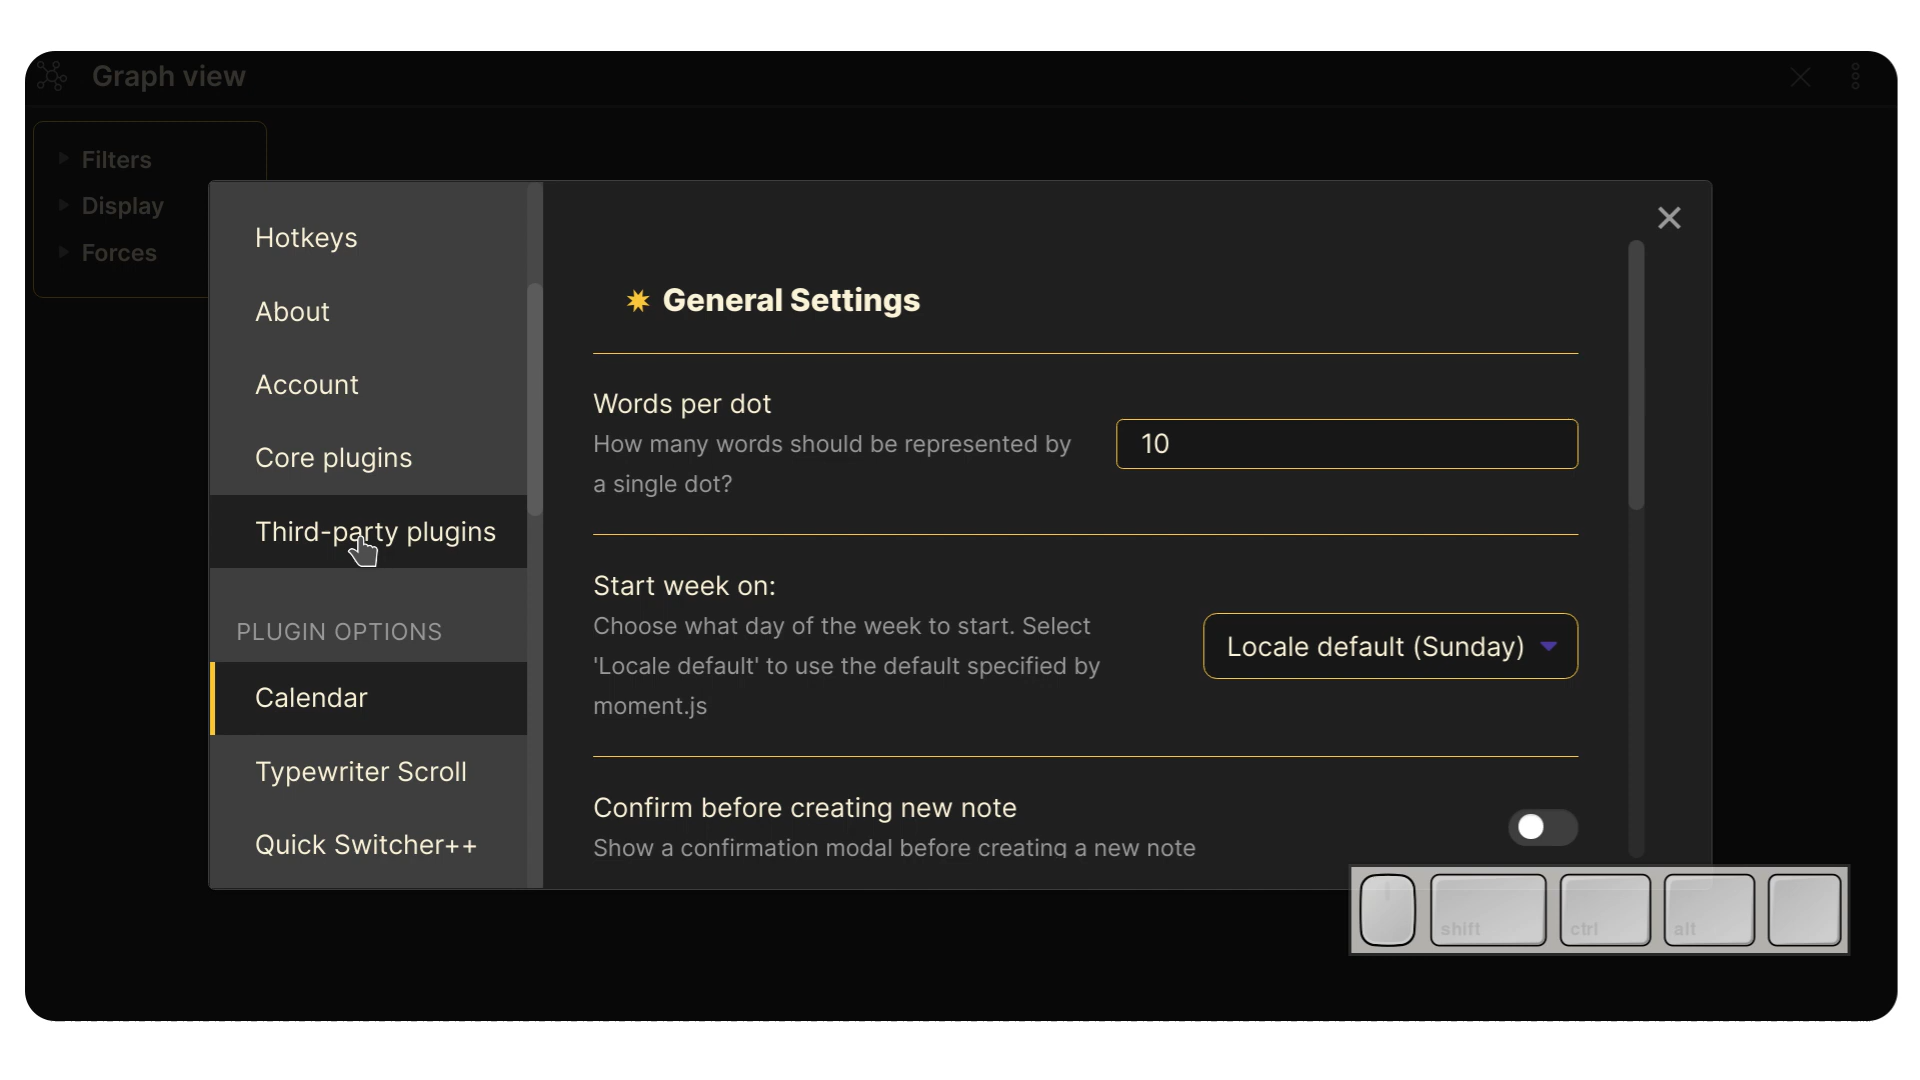 Graph view
Filters
Display
Forces
Hotkeys
About
Account
Core plugins
Third-party plugins
PLUGIN OPTIONS
Calendar
Typewriter Scroll
Quick Switcher++
General Settings
Words per dot
How many words should be represented by
a single dot?
10
Start week on:
Choose what day of the week to start. Select
'Locale default' to use the default specified by
moment.js
Locale default (Sunday)
Confirm before creating new note
Show a confirmation modal before creating a new note
shift
ctrl
alt